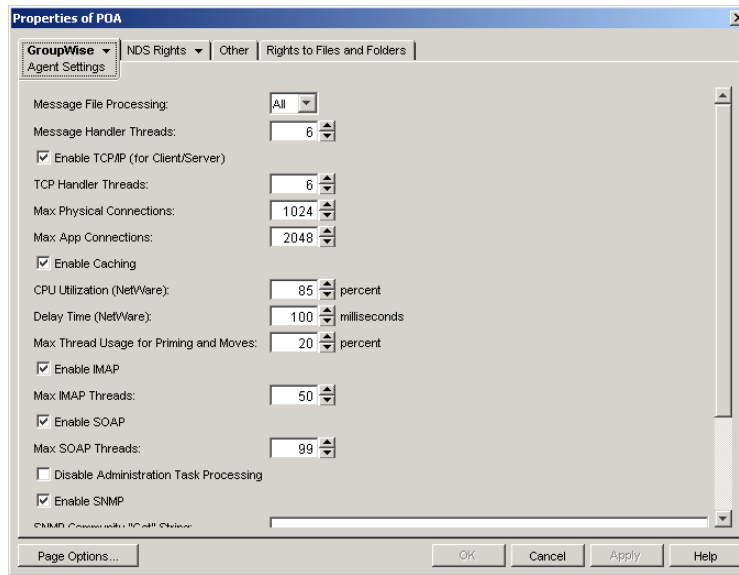 Properties of POA
GroupWise NDS Rights Other Rights to Files and Folders
Agent Settings
Message File Processing: All
Message Handler Threads: 6
Enable TCP/IP (for Client/Server)
TCP Handler Threads: 6
Max Physical Connections: 1024
Max App Connections: 2048
Enable Caching
CPU Utilization (NetWare): 85 percent
Delay Time (NetWare): 100 milliseconds
Max Thread Usage for Priming and Moves: 20 percent
Enable IMAP
Max IMAP Threads: 50
Enable SOAP
Max SOAP Threads: 99
Disable Administration Task Processing
Enable SNMP
SNMP Community "Get" String:
Page Options... OK Cancel Apply Help